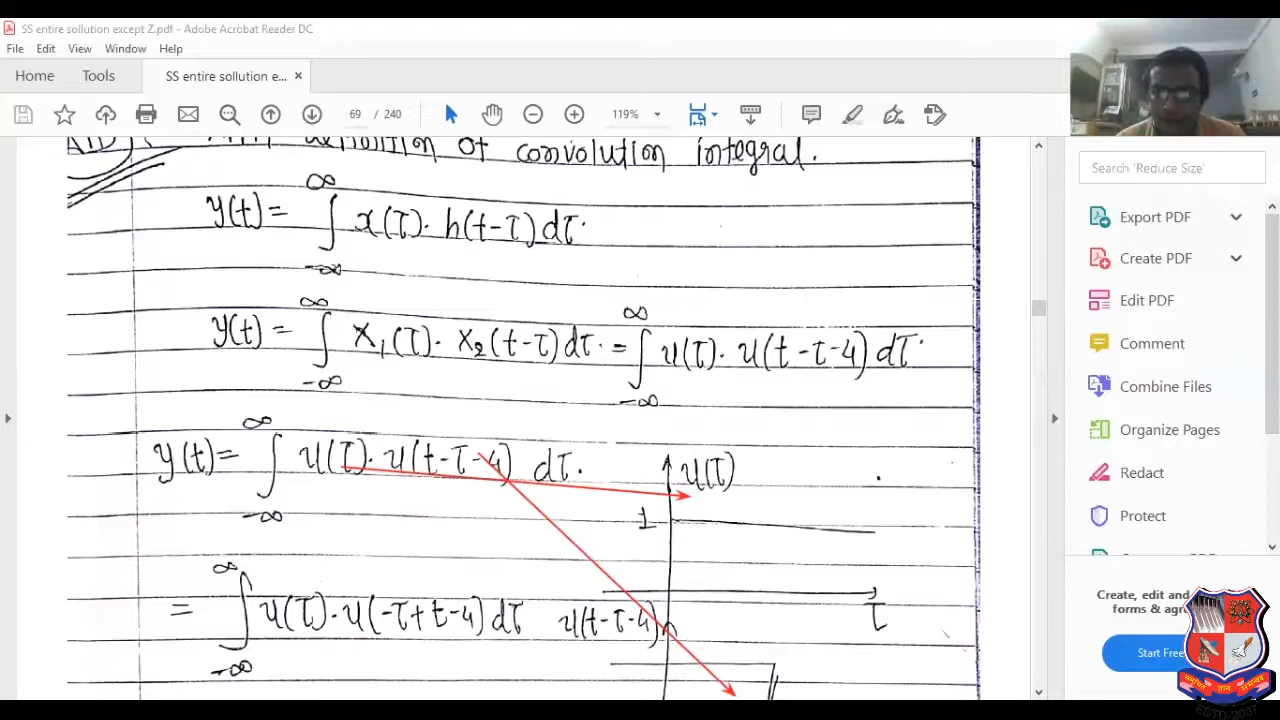 SS entire sollution except Z.pdf - Adobe Acrobat Reader DC
File Edit View Window Help
Home Tools SS entire sollution e... ×
69 / 240 119%
of convolution integral.
y(t) = ∫_{-∞}^{∞} x(τ). h(t-τ) dτ.
y(t) = ∫_{-∞}^{∞} x₁(τ). x₂(t-τ) dτ. = ∫_{-∞}^{∞} u(τ). u(t-τ-4) dτ.
y(t) = ∫_{-∞}^{∞} u(τ). u(t-τ-4) dτ.
u(τ)
1
τ
= ∫_{-∞}^{∞} u(τ). u(-τ+t-4) dτ
u(t-τ-4)
Search 'Reduce Size'
Export PDF
Create PDF
Edit PDF
Comment
Combine Files
Organize Pages
Redact
Protect
Create, edit and
forms & ag
Start Free